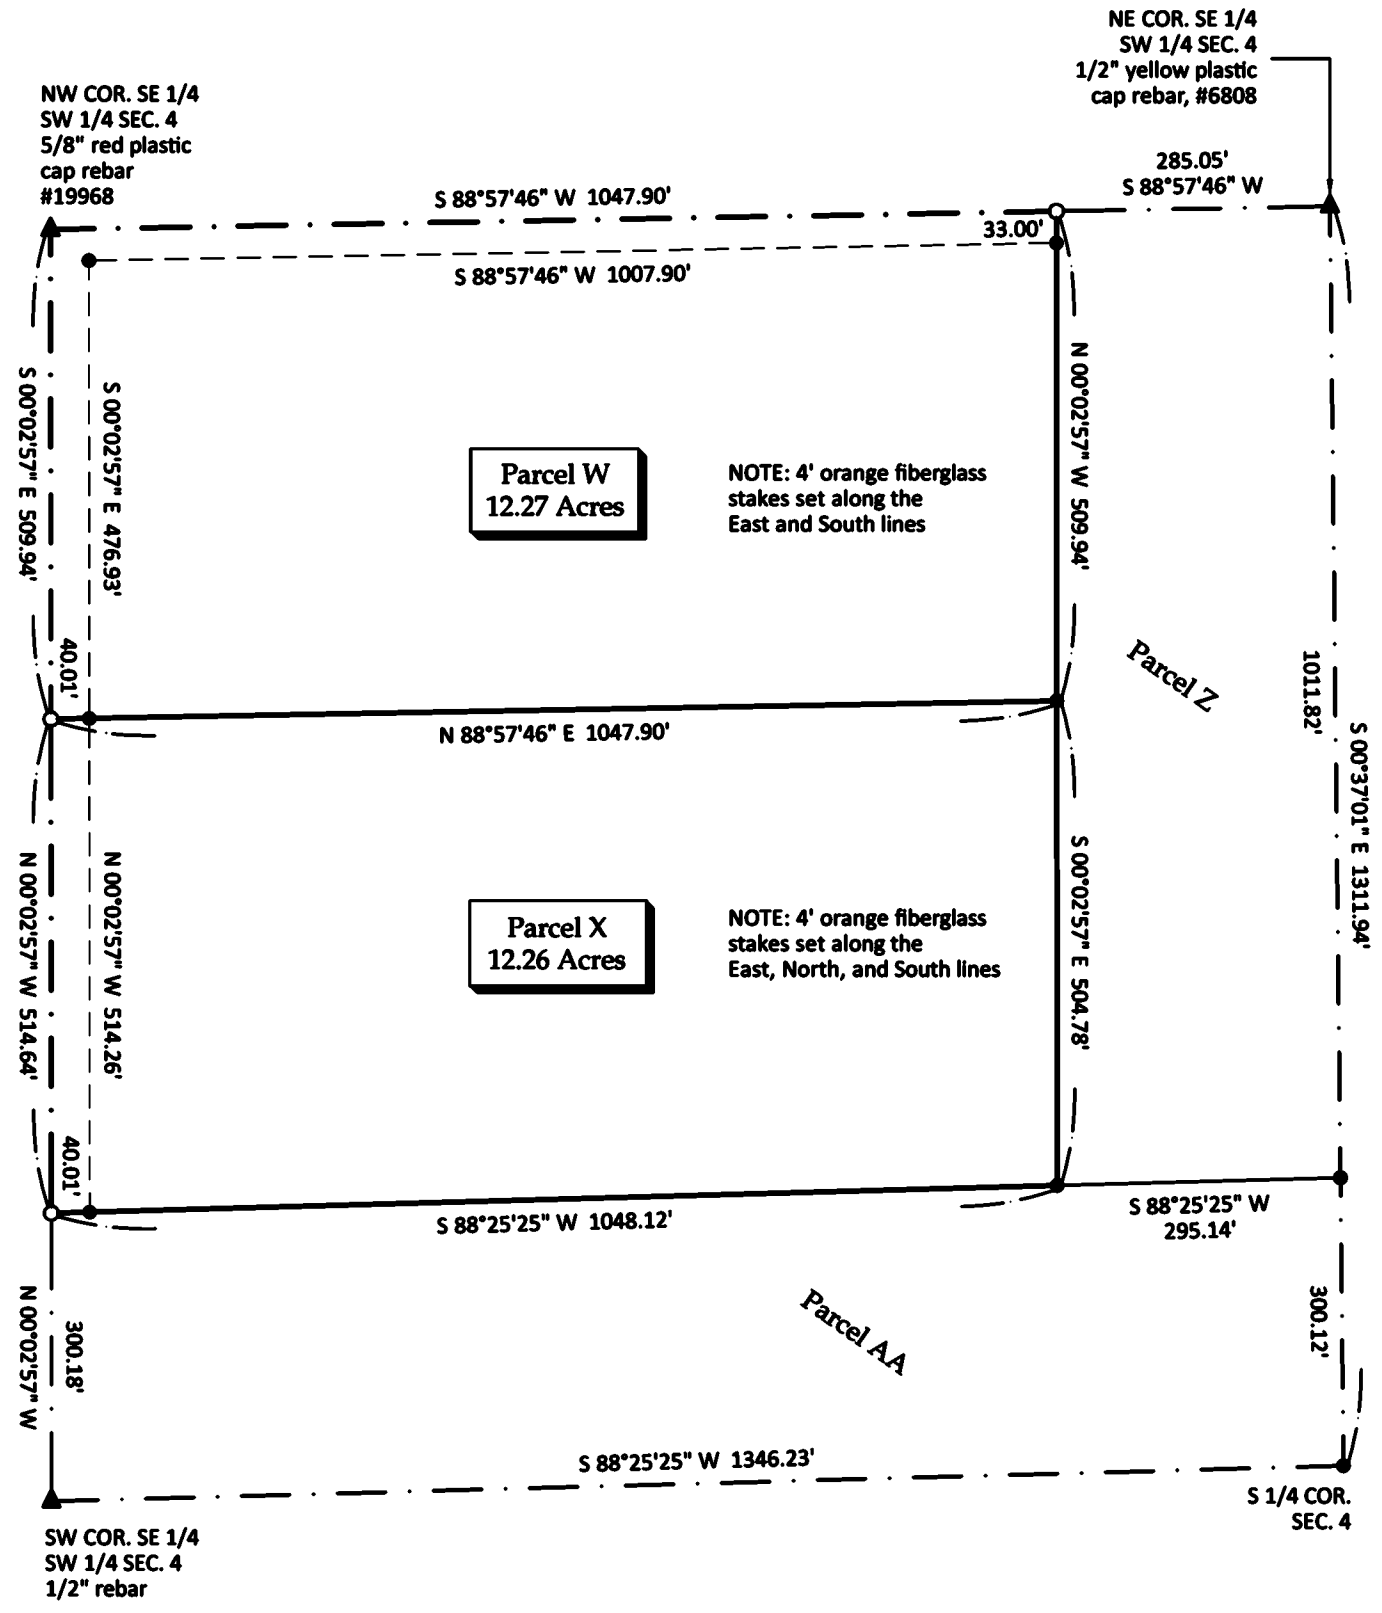 NE COR. SE 1/4
SW 1/4 SEC. 4
1/2" yellow plastic
cap rebar, #6808
NW COR. SE 1/4
SW 1/4 SEC. 4
5/8" red plastic
cap rebar
#19968
285.05'
S 88°57'46" W
S 88°57'46" W 1047.90'
33.00'
S 88°57'46" W 1007.90'
S 00°02'57" E 509.94'
S 00°02'57" E 476.93'
N 00°02'57" W 509.94'
Parcel W
12.27 Acres
NOTE: 4' orange fiberglass
stakes set along the
East and South lines
40.01'
Parcel Z
1011.82'
S 00°37'01" E 1311.94'
N 88°57'46" E 1047.90'
N 00°02'57" W 514.64'
N 00°02'57" W 514.26'
S 00°02'57" E 504.78'
Parcel X
12.26 Acres
NOTE: 4' orange fiberglass
stakes set along the
East, North, and South lines
40.01'
S 88°25'25" W 1048.12'
S 88°25'25" W
295.14'
N 00°02'57" W
300.18'
Parcel AA
300.12'
S 88°25'25" W 1346.23'
S 1/4 COR.
SEC. 4
SW COR. SE 1/4
SW 1/4 SEC. 4
1/2" rebar